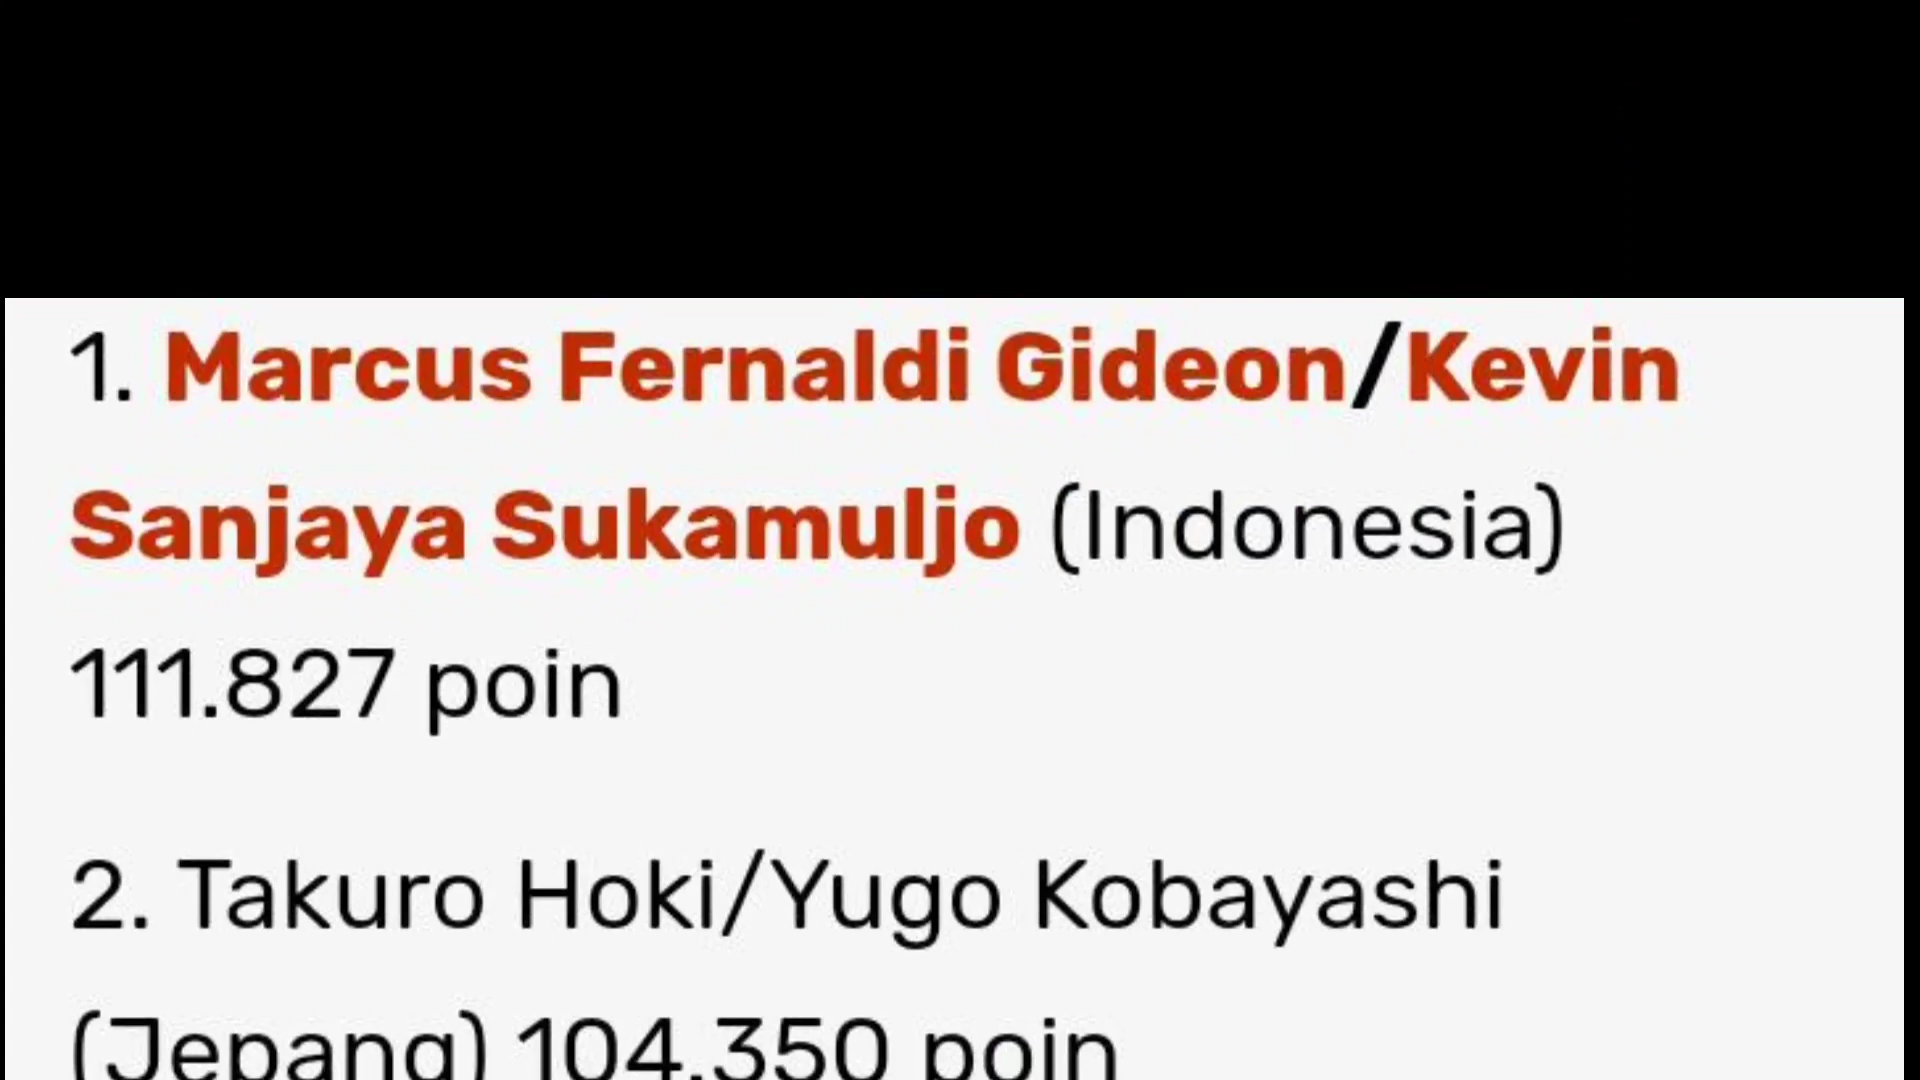 1. Marcus Fernaldi Gideon/Kevin
Sanjaya Sukamuljo (Indonesia)
111.827 poin
2. Takuro Hoki/Yugo Kobayashi
(Jepang) 104.350 poin